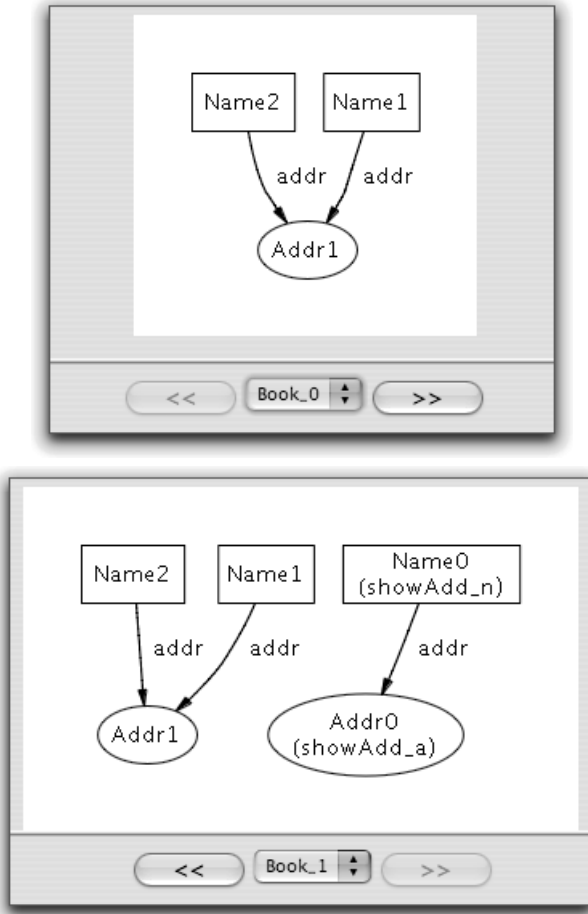 Name2 Name1
addr addr
Addr1
<< Book_0 >>
Name2 Name1 Name0
(showAdd_n)
addr addr addr
Addr1 Addr0
(showAdd_a)
<< Book_1 >>